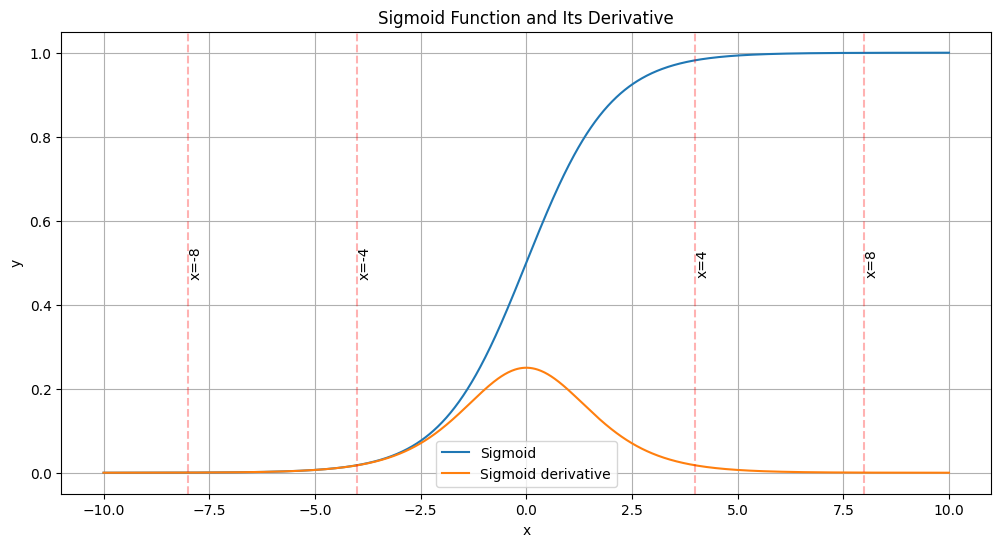 Sigmoid Function and Its Derivative
1.0
0.8
0.6
0.4
0.2
0.0
y
x=-8
x=-4
x=4
x=8
Sigmoid
Sigmoid derivative
−10.0 −7.5 −5.0 −2.5 0.0 2.5 5.0 7.5 10.0
x